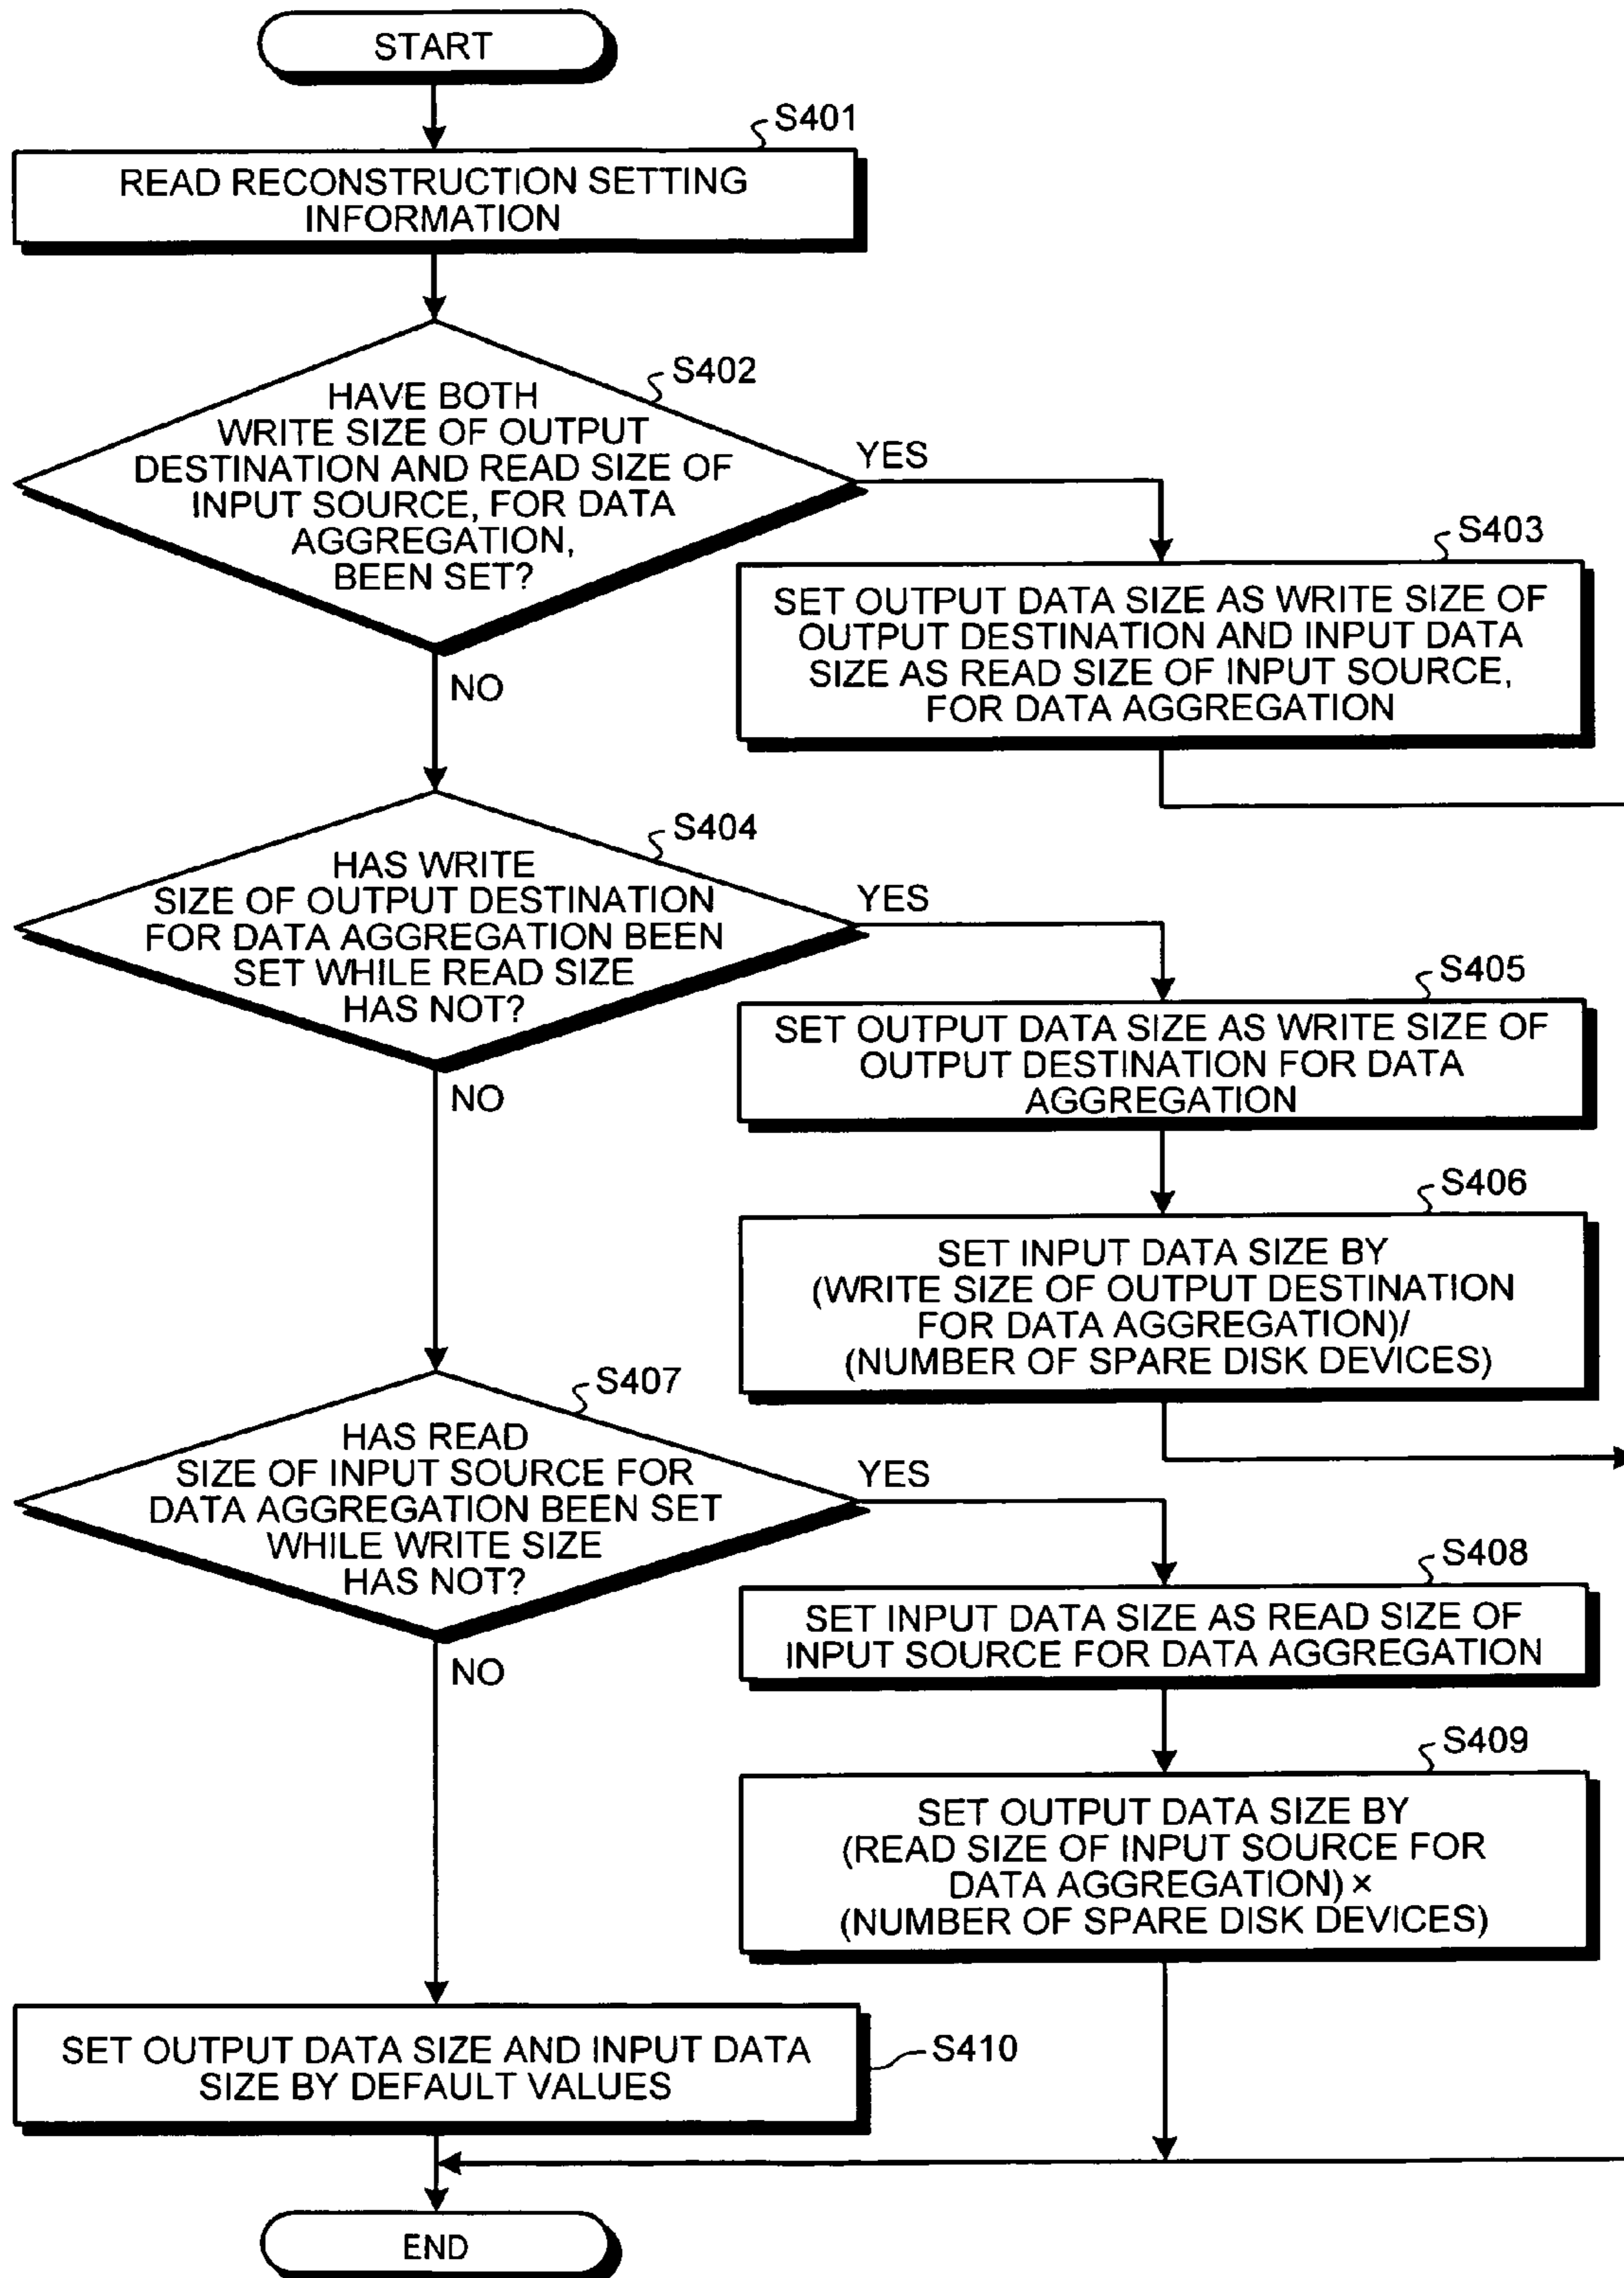 START
S401
READ RECONSTRUCTION SETTING
INFORMATION
S402
HAVE BOTH
WRITE SIZE OF OUTPUT
DESTINATION AND READ SIZE OF
INPUT SOURCE, FOR DATA
AGGREGATION,
BEEN SET?
YES
NO
S403
SET OUTPUT DATA SIZE AS WRITE SIZE OF
OUTPUT DESTINATION AND INPUT DATA
SIZE AS READ SIZE OF INPUT SOURCE,
FOR DATA AGGREGATION
S404
HAS WRITE
SIZE OF OUTPUT DESTINATION
FOR DATA AGGREGATION BEEN
SET WHILE READ SIZE
HAS NOT?
YES
NO
S405
SET OUTPUT DATA SIZE AS WRITE SIZE OF
OUTPUT DESTINATION FOR DATA
AGGREGATION
S406
SET INPUT DATA SIZE BY
(WRITE SIZE OF OUTPUT DESTINATION
FOR DATA AGGREGATION)/
(NUMBER OF SPARE DISK DEVICES)
S407
HAS READ
SIZE OF INPUT SOURCE FOR
DATA AGGREGATION BEEN SET
WHILE WRITE SIZE
HAS NOT?
YES
NO
S408
SET INPUT DATA SIZE AS READ SIZE OF
INPUT SOURCE FOR DATA AGGREGATION
S409
SET OUTPUT DATA SIZE BY
(READ SIZE OF INPUT SOURCE FOR
DATA AGGREGATION) ×
(NUMBER OF SPARE DISK DEVICES)
SET OUTPUT DATA SIZE AND INPUT DATA
SIZE BY DEFAULT VALUES
S410
END